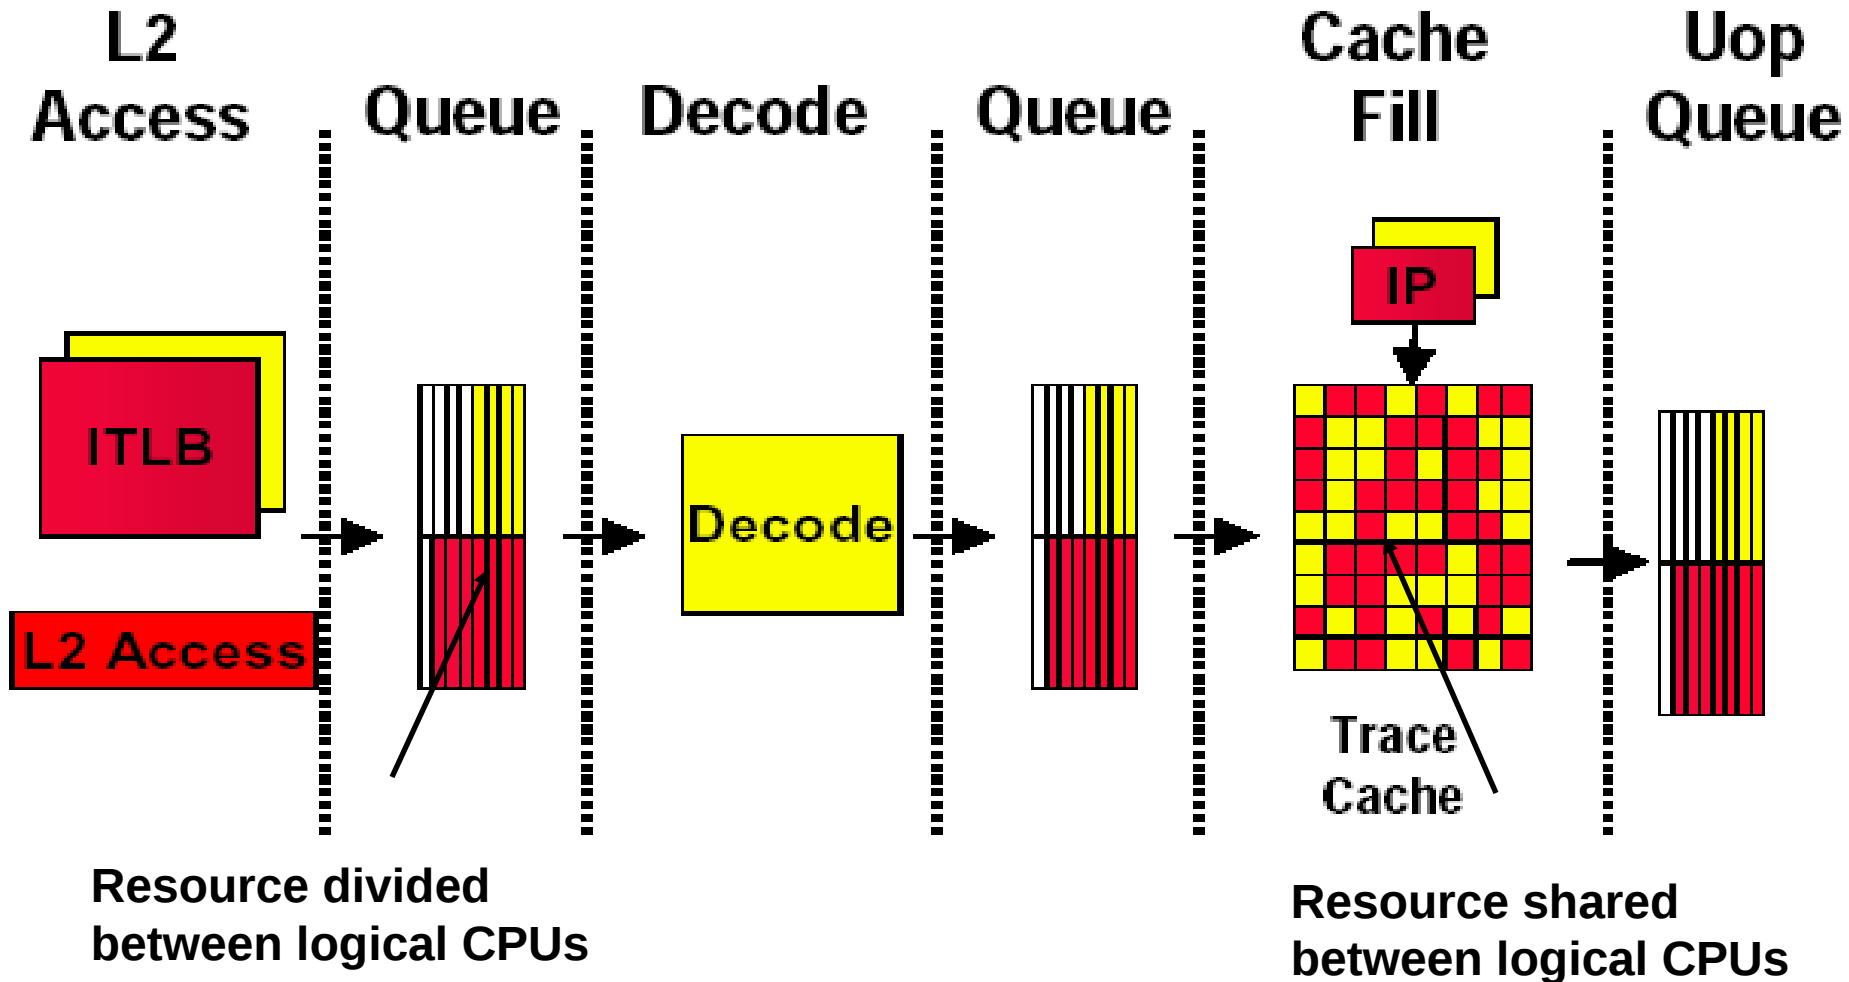 L2
Access
Queue
Decode
Queue
Cache
Fill
Uop
Queue
IP
ITLB
Decode
L2 Access
Trace
Cache
Resource divided
between logical CPUs
Resource shared
between logical CPUs